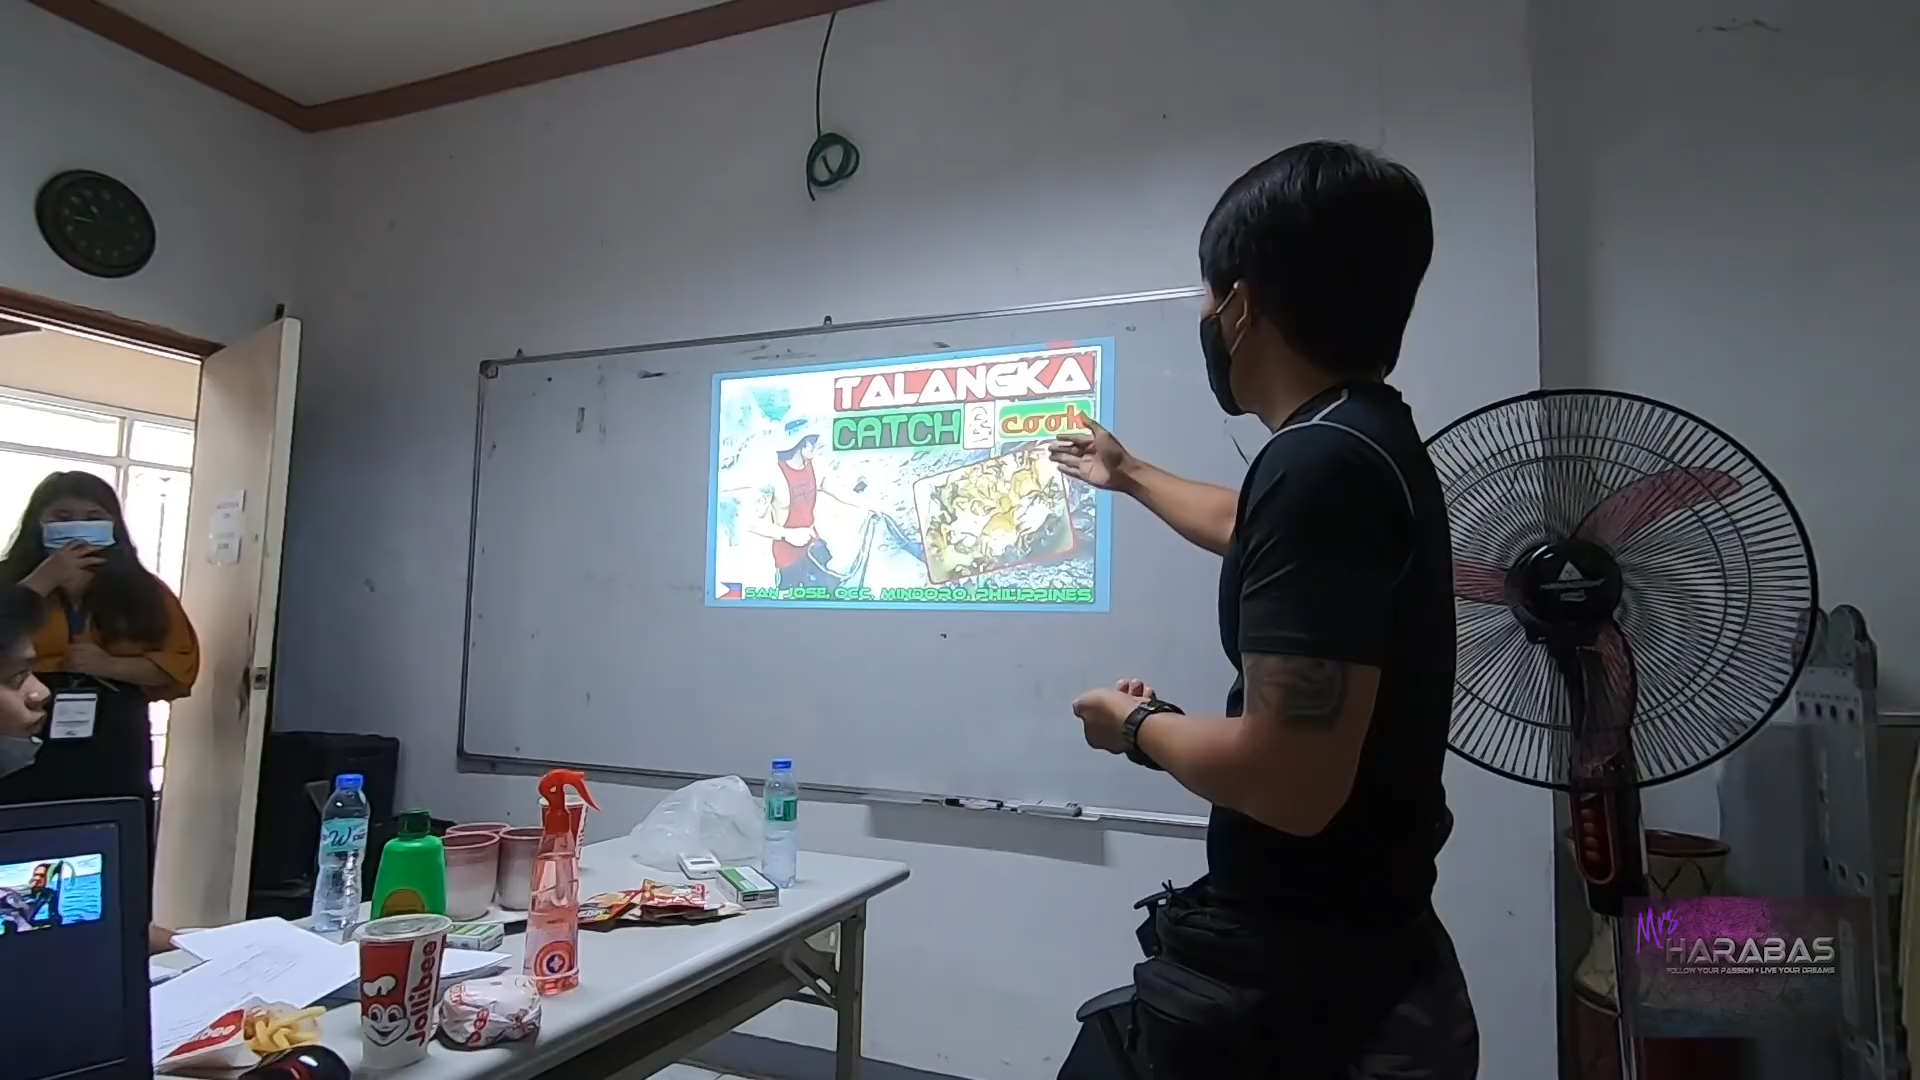 TALANGKA
CATCH & cook
SAN JOSE, OCC. MINDORO, PHILIPPINES
W
Jollibee
Mrs
HARABAS
FOLLOW YOUR PASSION • LIVE YOUR DREAMS